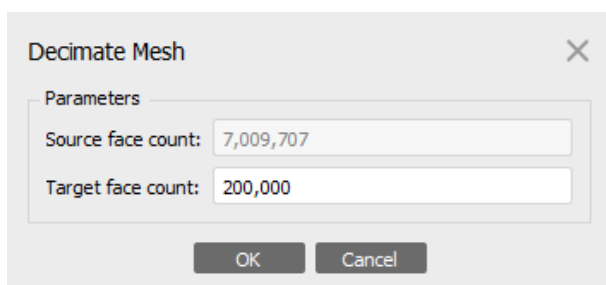 Decimate Mesh
Parameters
Source face count: 7,009,707
Target face count: 200,000
OK Cancel